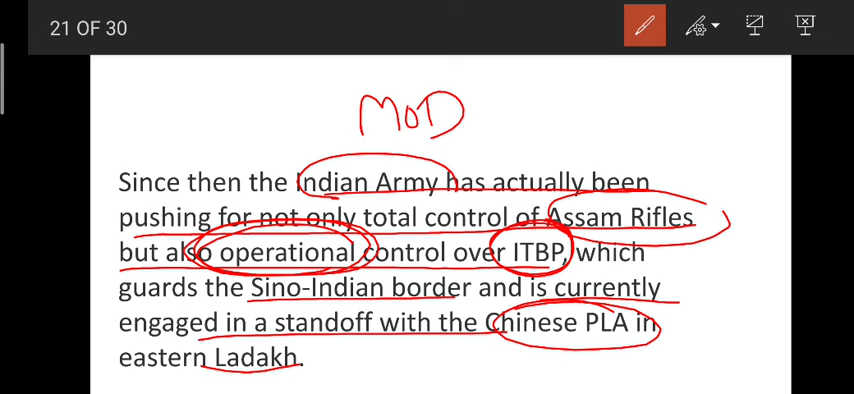 21 OF 30
MOD
Since then the Indian Army has actually been
pushing for not only total control of Assam Rifles
but also operational control over ITBP, which
guards the Sino-Indian border and is currently
engaged in a standoff with the Chinese PLA in
eastern Ladakh.